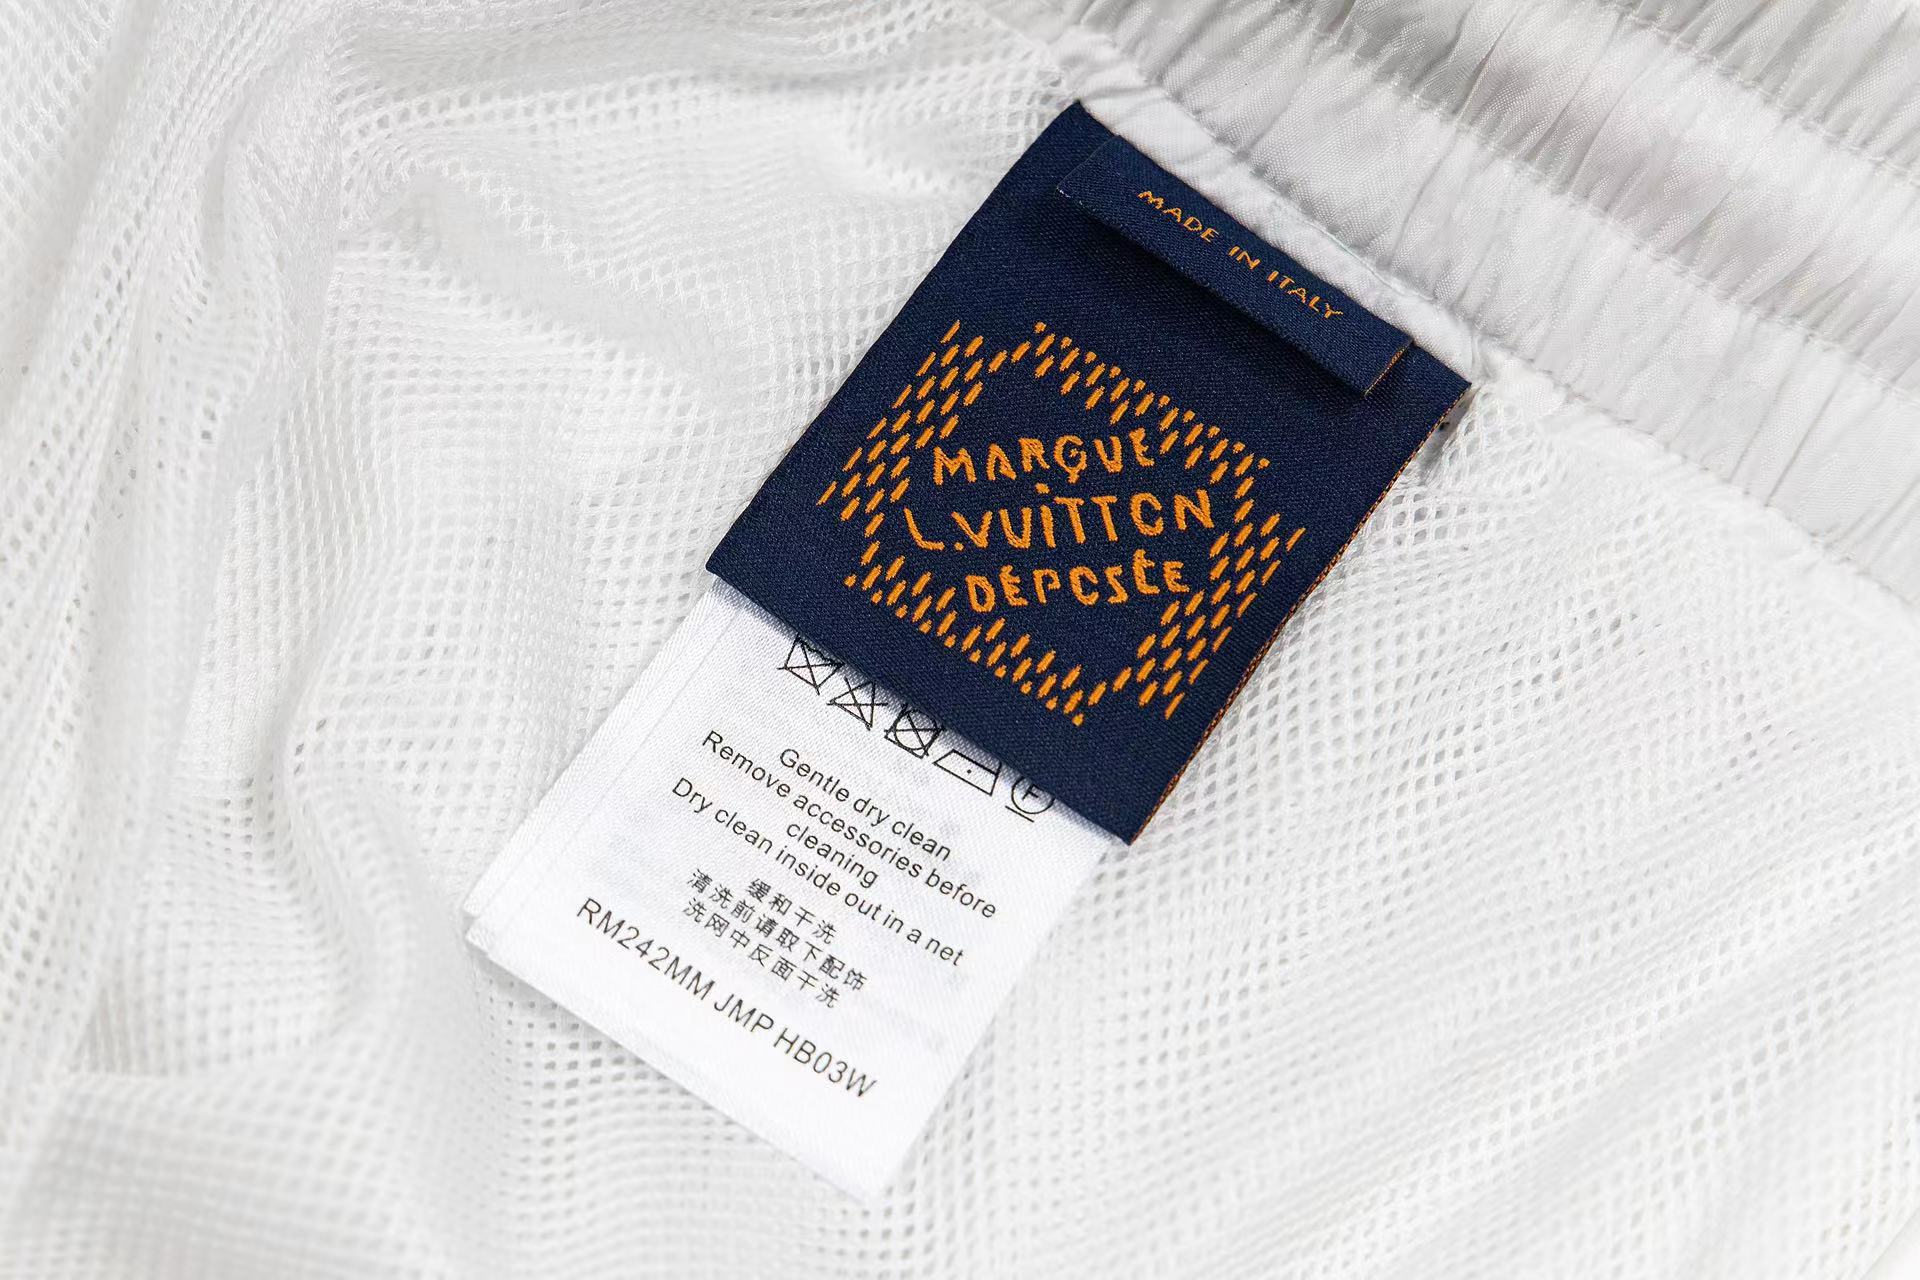 MADE IN ITALY
MARQUE
L.VUiTTON
DÉPOSÉE
F
Gentle dry clean
Remove accessories before
cleaning
Dry clean inside out in a net
缓和干洗
清洗前请取下配饰
洗网中反面干洗
RM242MM JMP HB03W